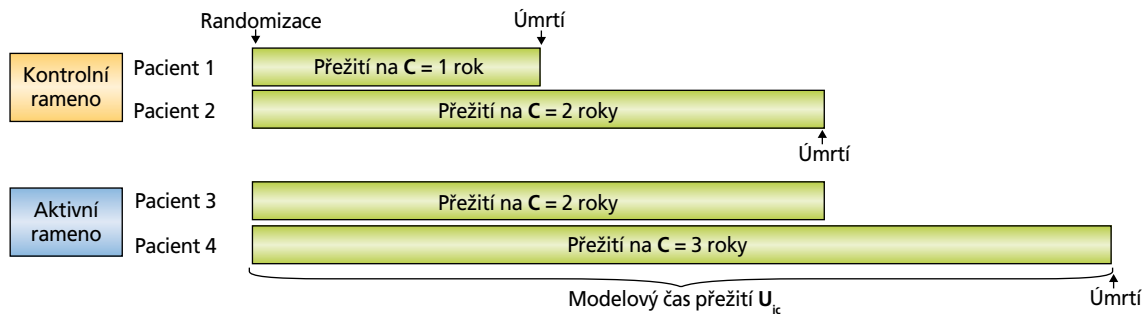 Randomizace
Úmrtí
Kontrolní
rameno
Pacient 1
Přežití na C = 1 rok
Pacient 2
Přežití na C = 2 roky
Úmrtí
Aktivní
rameno
Pacient 3
Přežití na C = 2 roky
Pacient 4
Přežití na C = 3 roky
Modelový čas přežití U_ic
Úmrtí